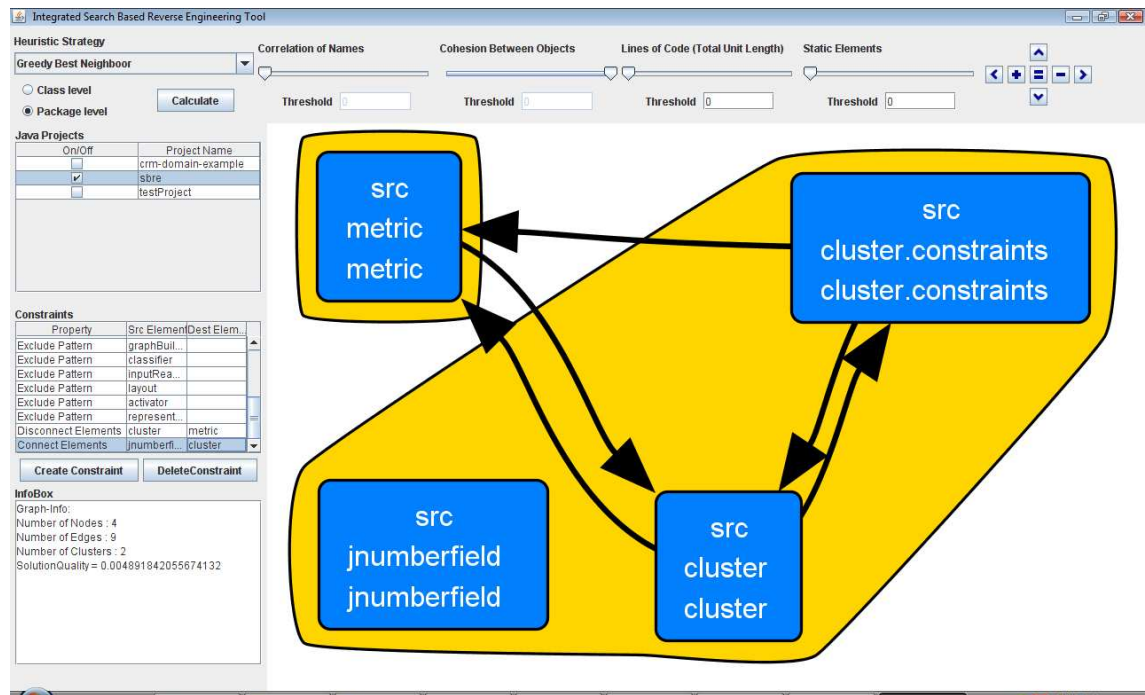 Integrated Search Based Reverse Engineering Tool
Heuristic Strategy
Greedy Best Neighboor
Class level
Package level
Calculate
Correlation of Names
Threshold 0
Cohesion Between Objects
Threshold 0
Lines of Code (Total Unit Length)
Threshold 0
Static Elements
Threshold 0
Java Projects
On/Off Project Name
crm-domain-example
sbre
testProject
Constraints
Property Src Element Dest Elem...
Exclude Pattern graphBuil...
Exclude Pattern classifier
Exclude Pattern inputRea...
Exclude Pattern layout
Exclude Pattern activator
Exclude Pattern represent...
Disconnect Elements cluster metric
Connect Elements jnumberfi... cluster
Create Constraint DeleteConstraint
InfoBox
Graph-Info:
Number of Nodes : 4
Number of Edges : 9
Number of Clusters : 2
SolutionQuality = 0.004891842055674132
src
metric
metric
src
cluster.constraints
cluster.constraints
src
jnumberfield
jnumberfield
src
cluster
cluster